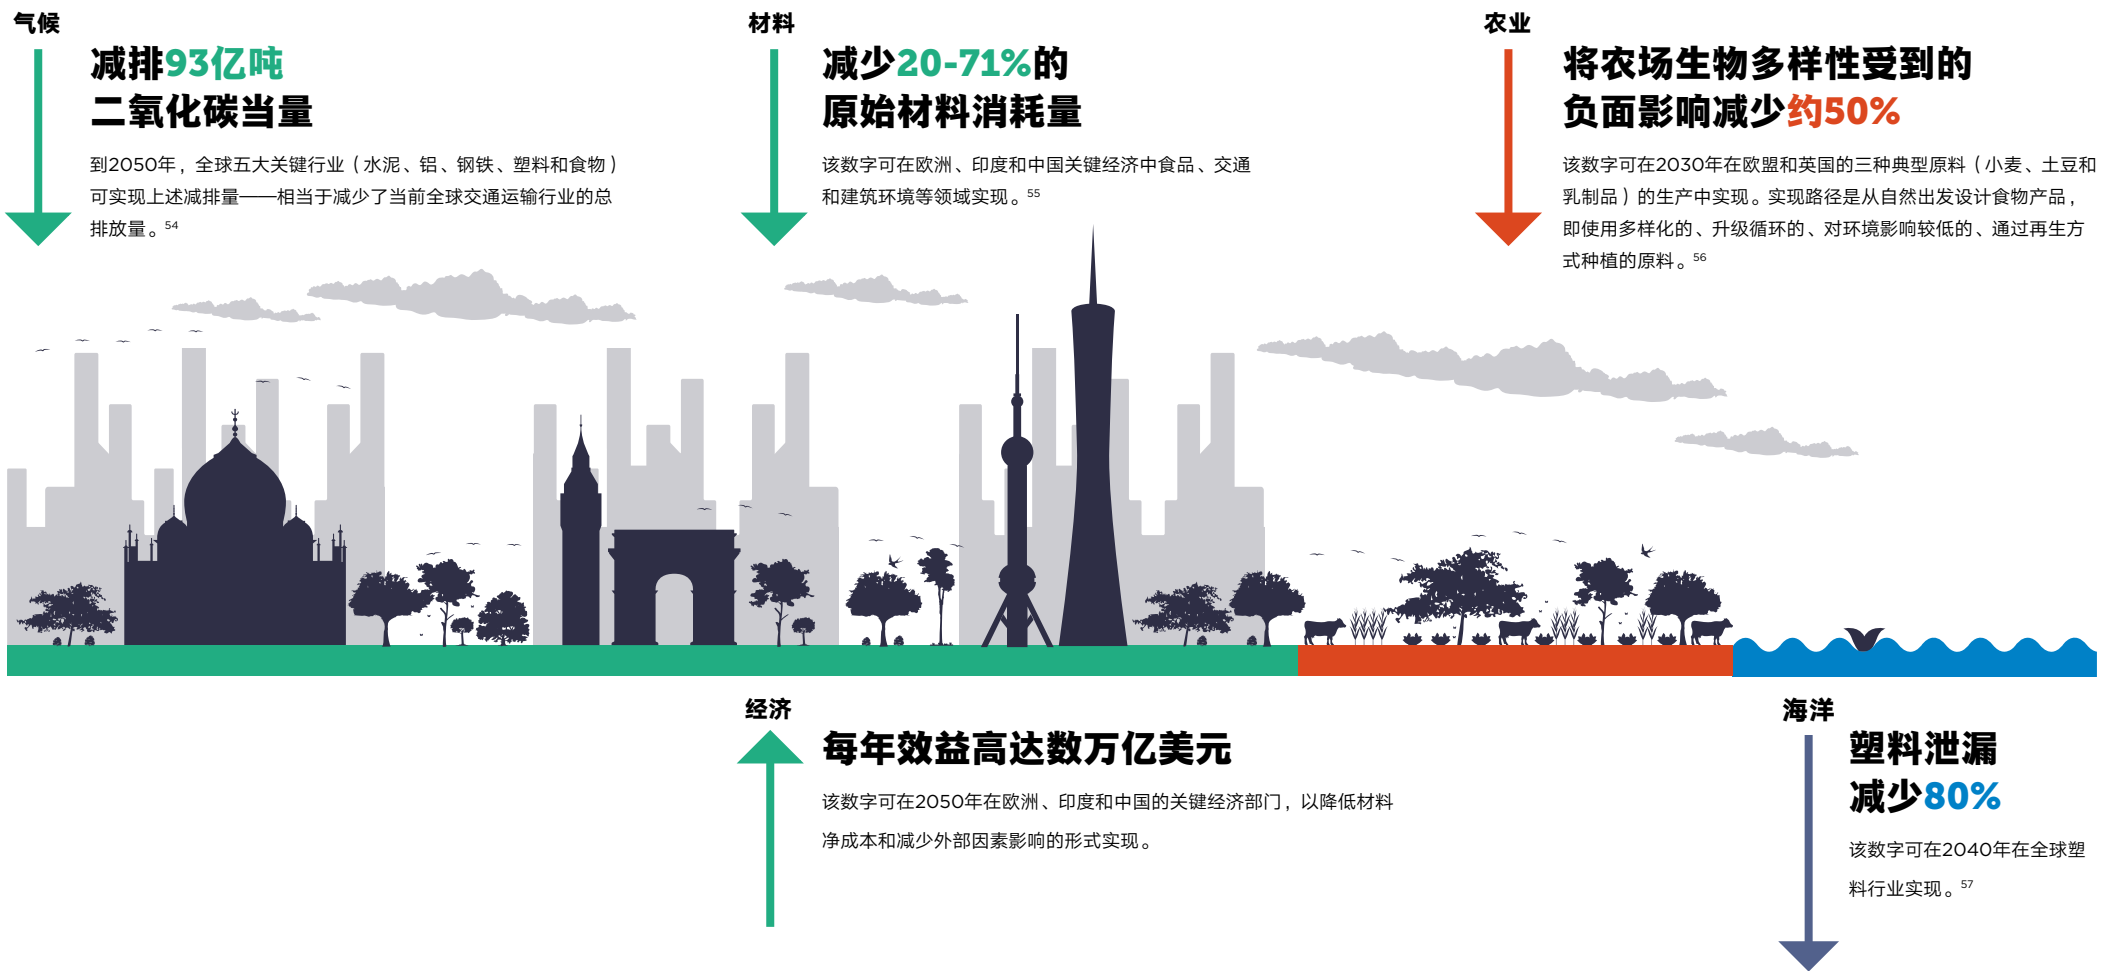 气候
减排93亿吨
二氧化碳当量
到2050年，全球五大关键行业（水泥、铝、钢铁、塑料和食物）
可实现上述减排量——相当于减少了当前全球交通运输行业的总
排放量。54
材料
减少20-71%的
原始材料消耗量
该数字可在欧洲、印度和中国关键经济中食品、交通
和建筑环境等领域实现。55
农业
将农场生物多样性受到的
负面影响减少约50%
该数字可在2030年在欧盟和英国的三种典型原料（小麦、土豆和
乳制品）的生产中实现。实现路径是从自然出发设计食物产品，
即使用多样化的、升级循环的、对环境影响较低的、通过再生方
式种植的原料。56
经济
每年效益高达数万亿美元
该数字可在2050年在欧洲、印度和中国的关键经济部门，以降低材料
净成本和减少外部因素影响的形式实现。
海洋
塑料泄漏
减少80%
该数字可在2040年在全球塑
料行业实现。57